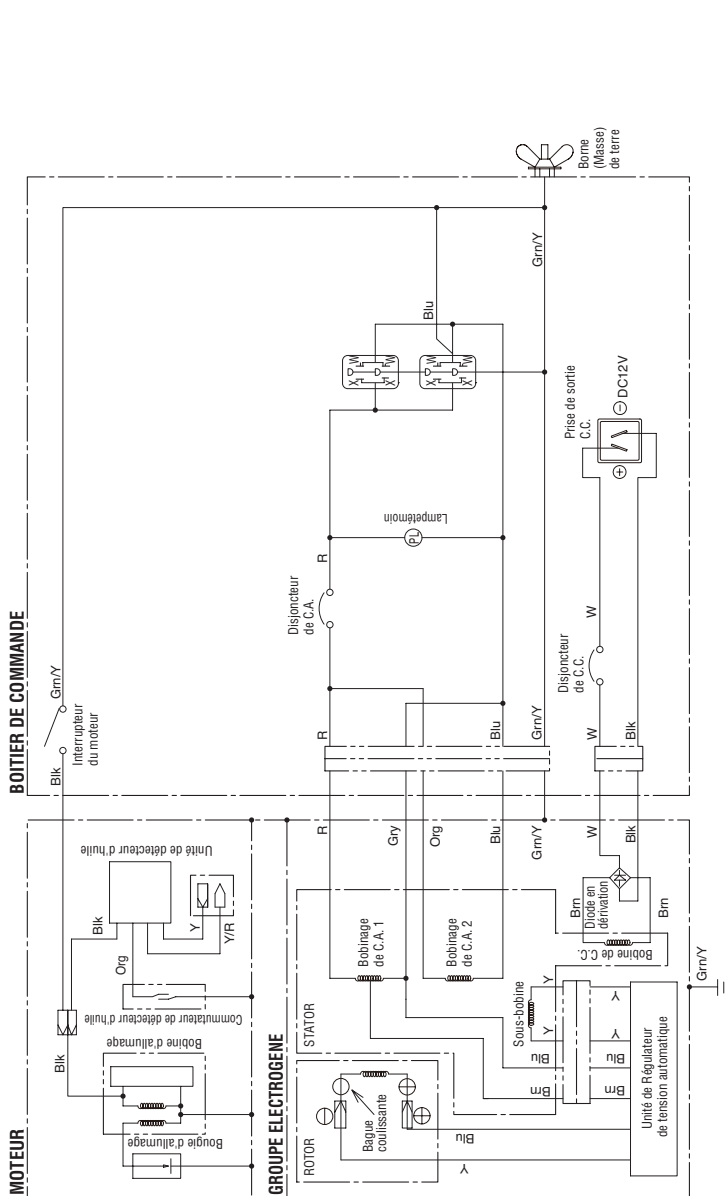 BOITIER DE COMMANDE
Blk
Grn/Y
Interrupteur
du moteur
Disjoncteur
de C.A.
R
R
Lampetémoin
PL
X
D
W
X
D
W
X
D
W
X
D
W
Blu
Grn/Y
Borne
(Masse)
de terre
Blu
Grn/Y
Disjoncteur
de C.C.
W
W
Blk
Prise de sortie
C.C.
DC12V
MOTEUR
Bougie d'allumage
Bobine d'allumage
Blk
Commutateur de détecteur d'huile
Org
Blk
Unité de détecteur d'huile
Y
Y/R
GROUPE ELECTROGENE
ROTOR
Bague
coulissante
STATOR
Bobinage
de C.A. 1
Bobinage
de C.A. 2
R
Gry
Org
Blu
Grn/Y
W
Blk
Sous-bobine
Y
Y
Blu
Brn
Y
Y
Blu
Brn
Blu
Y
Brn
Diode en
dérivation
Brn
Bobine de C.C.
Unité de Régulateur
de tension automatique
Grn/Y